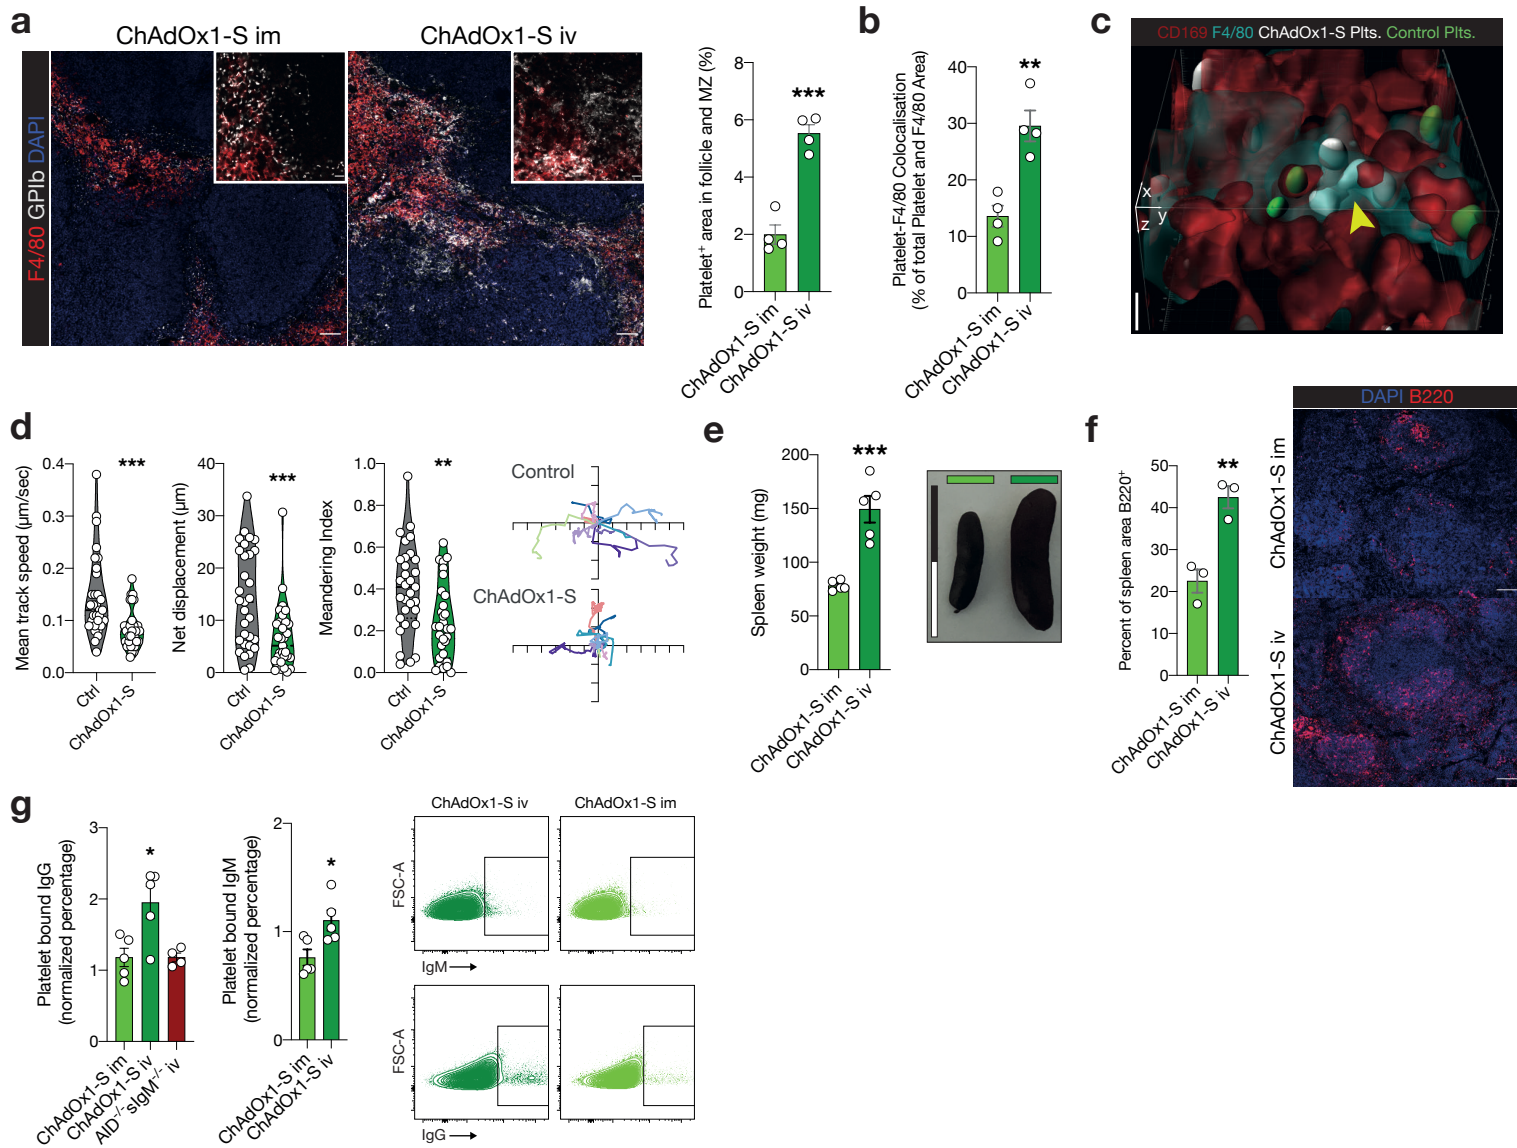 a
ChAdOx1-S im
ChAdOx1-S iv
F4/80 GPIb DAPI
Platelet⁺ area in follicle and MZ (%)
8
6
4
2
0
***
ChAdOx1-S im
ChAdOx1-S iv
b
Platelet-F4/80 Colocalisation
(% of total Platelet and F4/80 Area)
40
30
20
10
0
**
ChAdOx1-S im
ChAdOx1-S iv
c
CD169 F4/80 ChAdOx1-S Plts. Control Plts.
x
y
z
d
Mean track speed (μm/sec)
0.4
0.3
0.2
0.1
0.0
***
Ctrl
ChAdOx1-S
Net displacement (μm)
40
30
20
10
0
***
Ctrl
ChAdOx1-S
Meandering Index
1.0
0.8
0.6
0.4
0.2
0.0
**
Ctrl
ChAdOx1-S
Control
ChAdOx1-S
e
Spleen weight (mg)
200
150
100
50
0
***
ChAdOx1-S im
ChAdOx1-S iv
f
Percent of spleen area B220⁺
50
40
30
20
10
0
**
ChAdOx1-S im
ChAdOx1-S iv
DAPI B220
ChAdOx1-S im
ChAdOx1-S iv
g
Platelet bound IgG
(normalized percentage)
3
2
1
0
*
ChAdOx1-S im
ChAdOx1-S iv
AID⁻/⁻sIgM⁻/⁻ iv
Platelet bound IgM
(normalized percentage)
2
1
0
*
ChAdOx1-S im
ChAdOx1-S iv
ChAdOx1-S iv
ChAdOx1-S im
FSC-A
IgM
FSC-A
IgG